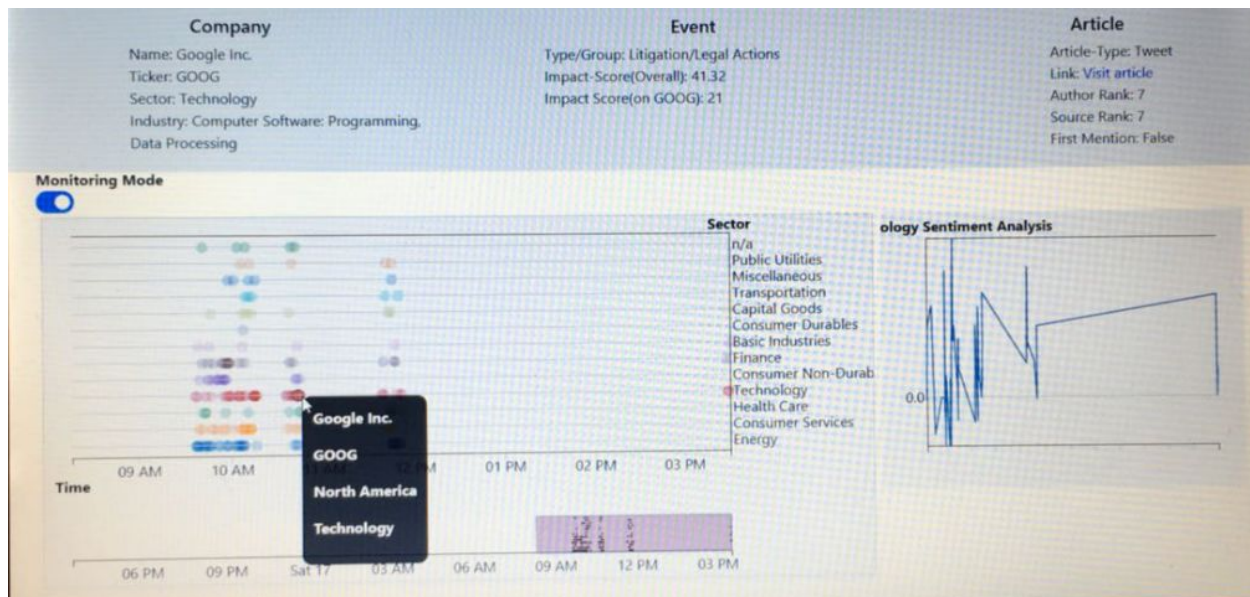 Company
Name: Google Inc.
Ticker: GOOG
Sector: Technology
Industry: Computer Software: Programming,
Data Processing
Event
Type/Group: Litigation/Legal Actions
Impact-Score(Overall): 41.32
Impact Score(on GOOG): 21
Article
Article-Type: Tweet
Link: Visit article
Author Rank: 7
Source Rank: 7
First Mention: False
Monitoring Mode
Sector
n/a
Public Utilities
Miscellaneous
Transportation
Capital Goods
Consumer Durables
Basic Industries
Finance
Consumer Non-Durab
Technology
Health Care
Consumer Services
Energy
Google Inc.
GOOG
North America
Technology
09 AM 10 AM 11 AM 12 PM 01 PM 02 PM 03 PM
Time
06 PM 09 PM Sat 17 03 AM 06 AM 09 AM 12 PM 03 PM
ology Sentiment Analysis
0.0